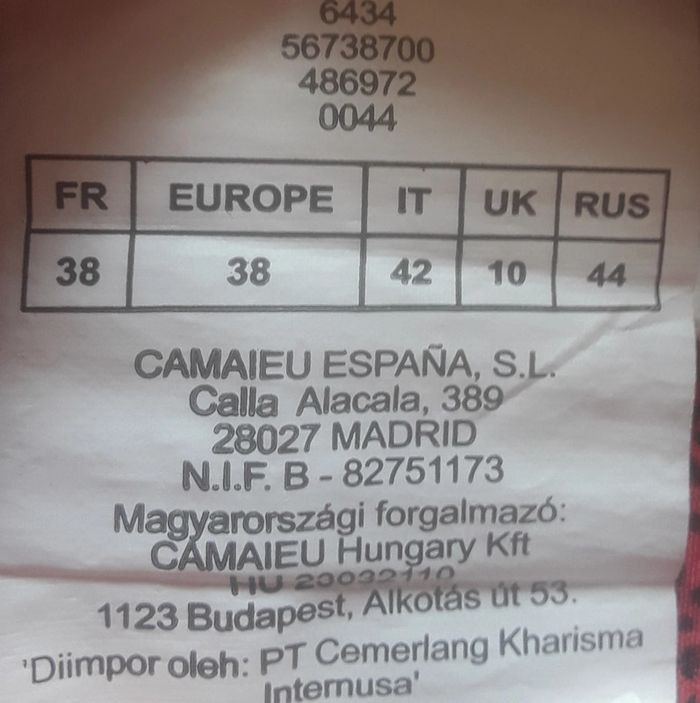 6434
56738700
486972
0044
FR EUROPE IT UK RUS
38 38 42 10 44
CAMAIEU ESPAÑA, S.L.
Calla Alacala, 389
28027 MADRID
N.I.F. B - 82751173
Magyarországi forgalmazó:
CAMAIEU Hungary Kft
HU 23032110
1123 Budapest, Alkotás út 53.
'Diimpor oleh: PT Cemerlang Kharisma
Internusa'